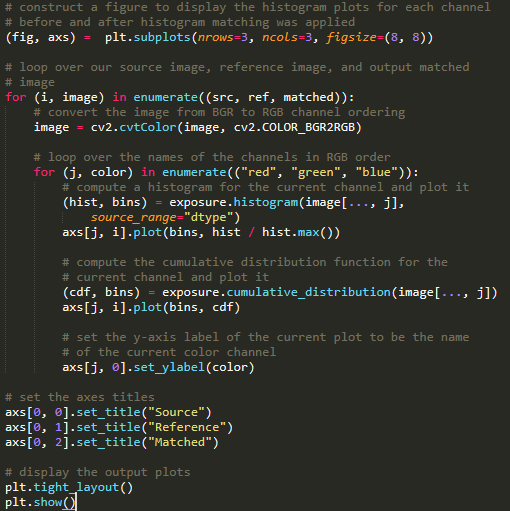 # construct a figure to display the histogram plots for each channel
# before and after histogram matching was applied
(fig, axs) =  plt.subplots(nrows=3, ncols=3, figsize=(8, 8))

# loop over our source image, reference image, and output matched
# image
for (i, image) in enumerate((src, ref, matched)):
    # convert the image from BGR to RGB channel ordering
    image = cv2.cvtColor(image, cv2.COLOR_BGR2RGB)

    # loop over the names of the channels in RGB order
    for (j, color) in enumerate(("red", "green", "blue")):
        # compute a histogram for the current channel and plot it
        (hist, bins) = exposure.histogram(image[..., j],
            source_range="dtype")
        axs[j, i].plot(bins, hist / hist.max())

        # compute the cumulative distribution function for the
        # current channel and plot it
        (cdf, bins) = exposure.cumulative_distribution(image[..., j])
        axs[j, i].plot(bins, cdf)

        # set the y-axis label of the current plot to be the name
        # of the current color channel
        axs[j, 0].set_ylabel(color)

# set the axes titles
axs[0, 0].set_title("Source")
axs[0, 1].set_title("Reference")
axs[0, 2].set_title("Matched")

# display the output plots
plt.tight_layout()
plt.show()